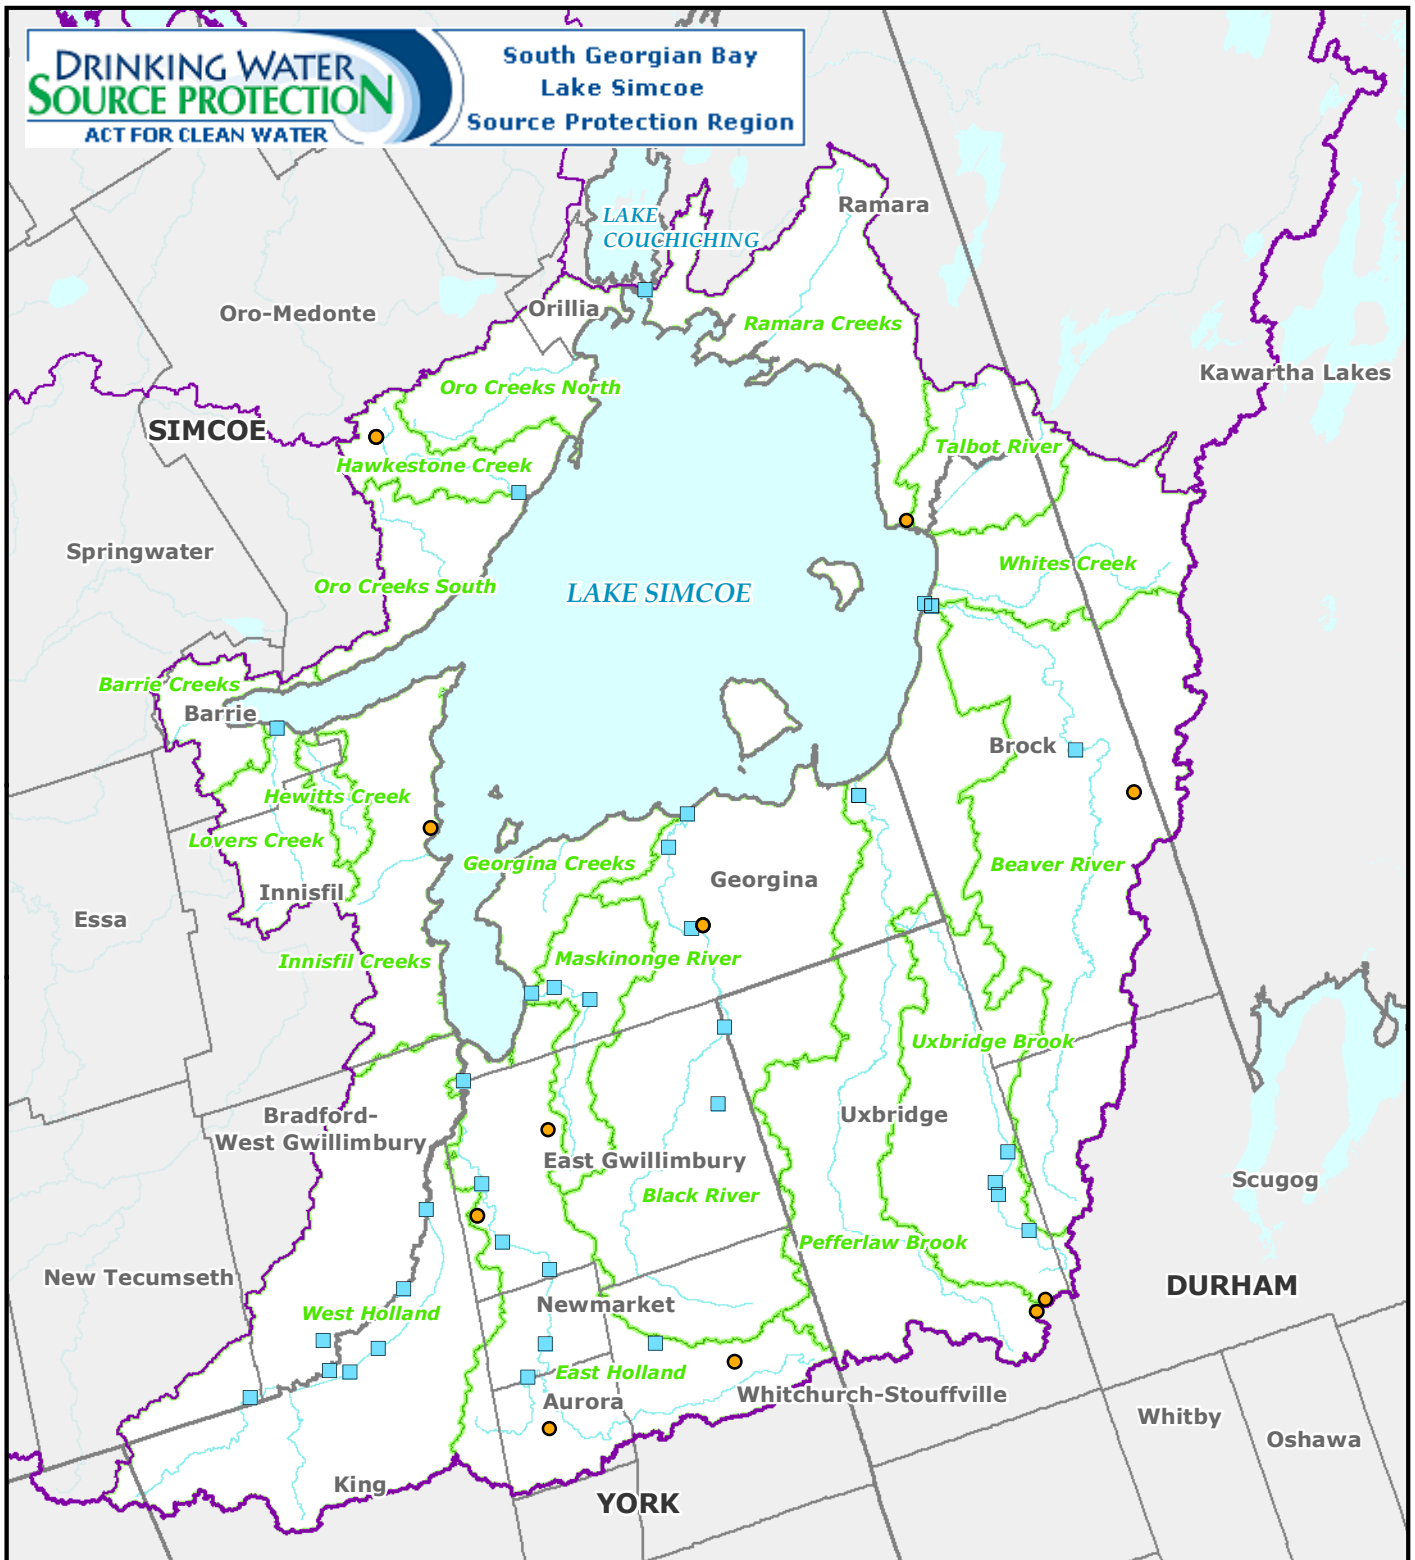 DRINKING WATER
SOURCE PROTECTION
ACT FOR CLEAN WATER
South Georgian Bay
Lake Simcoe
Source Protection Region
LAKE
COUCHICHING
Ramara
Oro-Medonte
Orillia
Ramara Creeks
Kawartha Lakes
Oro Creeks North
SIMCOE
Talbot River
Hawkestone Creek
Springwater
Whites Creek
Oro Creeks South
LAKE SIMCOE
Barrie Creeks
Barrie
Brock
Hewitts Creek
Lovers Creek
Georgina Creeks
Beaver River
Georgina
Innisfil
Essa
Maskinonge River
Innisfil Creeks
Uxbridge Brook
Bradford-
West Gwillimbury
Uxbridge
East Gwillimbury
Scugog
Black River
Pefferlaw Brook
New Tecumseth
DURHAM
Newmarket
West Holland
East Holland
Whitchurch-Stouffville
Aurora
Whitby
Oshawa
King
YORK